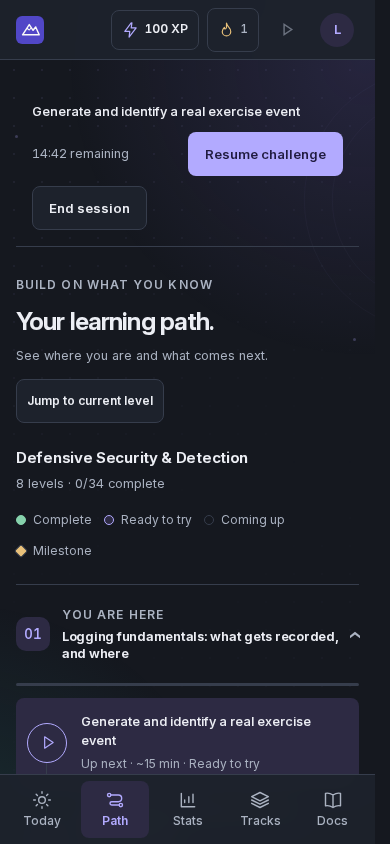 100 XP
1
L
Generate and identify a real exercise event
14:42 remaining
Resume challenge
End session
BUILD ON WHAT YOU KNOW
Your learning path.
See where you are and what comes next.
Jump to current level
Defensive Security & Detection
8 levels · 0/34 complete
Complete
Ready to try
Coming up
Milestone
YOU ARE HERE
01
Logging fundamentals: what gets recorded,
and where
Generate and identify a real exercise
event
Up next · ~15 min · Ready to try
Today
Path
Stats
Tracks
Docs